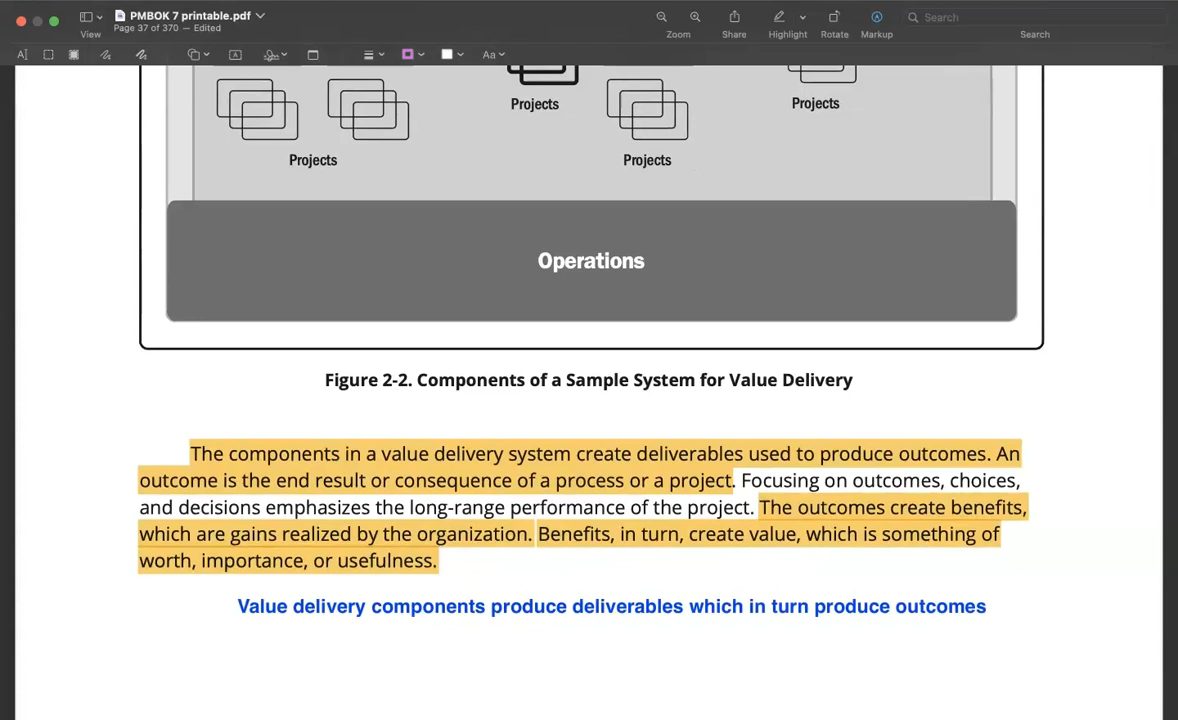 PMBOK 7 printable.pdf
Page 37 of 370 – Edited
View
Zoom
Share
Highlight
Rotate
Markup
Search
Search
A
Aa
Projects
Projects
Projects
Projects
Operations
Figure 2-2. Components of a Sample System for Value Delivery
The components in a value delivery system create deliverables used to produce outcomes. An
outcome is the end result or consequence of a process or a project. Focusing on outcomes, choices,
and decisions emphasizes the long-range performance of the project. The outcomes create benefits,
which are gains realized by the organization. Benefits, in turn, create value, which is something of
worth, importance, or usefulness.
Value delivery components produce deliverables which in turn produce outcomes